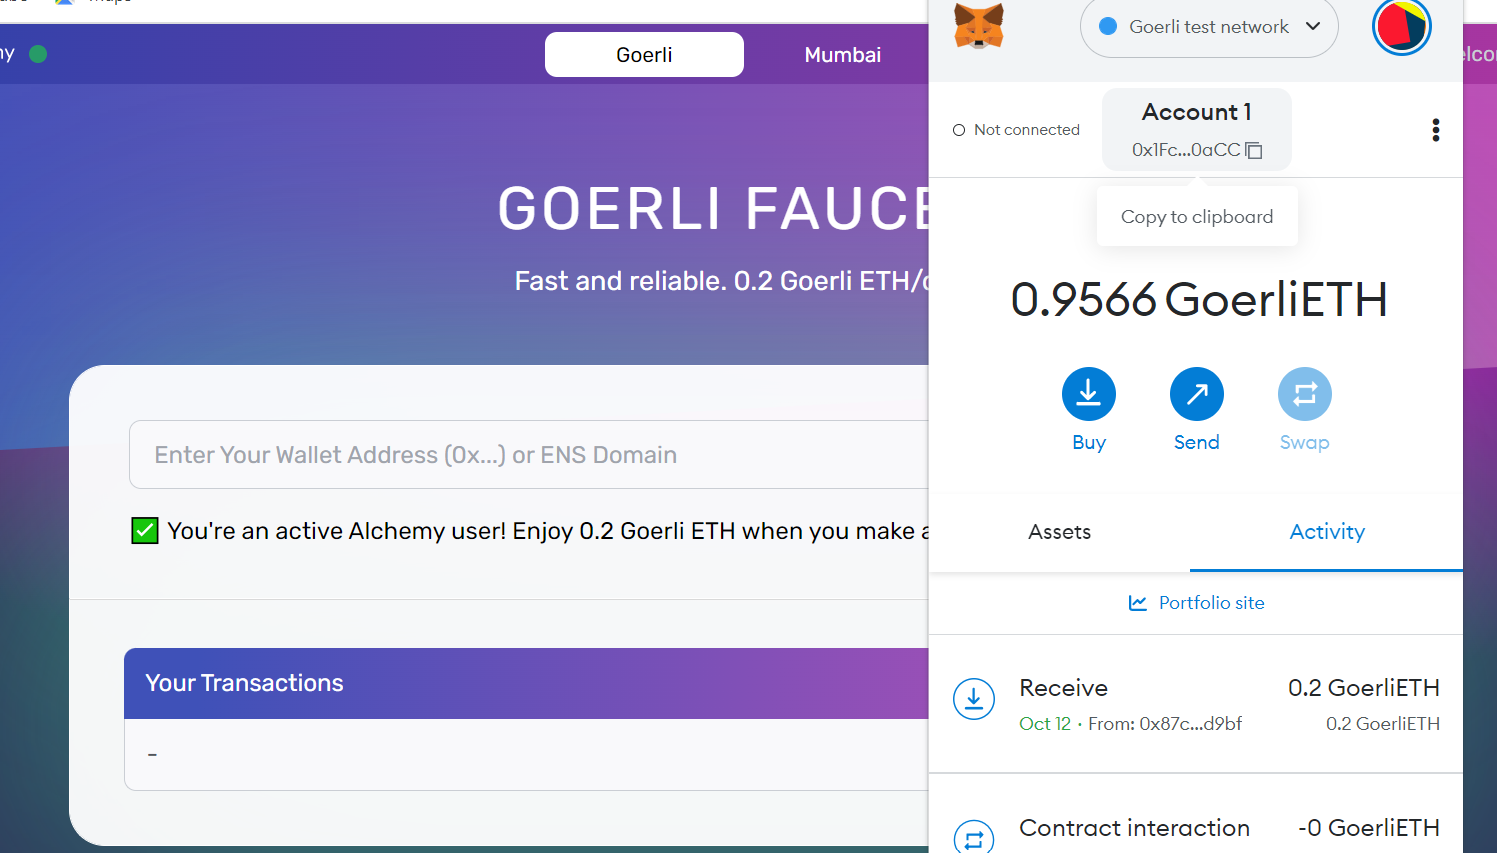 Goerli
Mumbai
GOERLI FAUCE
Fast and reliable. 0.2 Goerli ETH/
Enter Your Wallet Address (0x...) or ENS Domain
You're an active Alchemy user! Enjoy 0.2 Goerli ETH when you make a
Your Transactions
-
Goerli test network
Not connected
Account 1
0x1Fc...0aCC
Copy to clipboard
0.9566 GoerliETH
Buy
Send
Swap
Assets
Activity
Portfolio site
Receive
0.2 GoerliETH
Oct 12 · From: 0x87c...d9bf
0.2 GoerliETH
Contract interaction
-0 GoerliETH